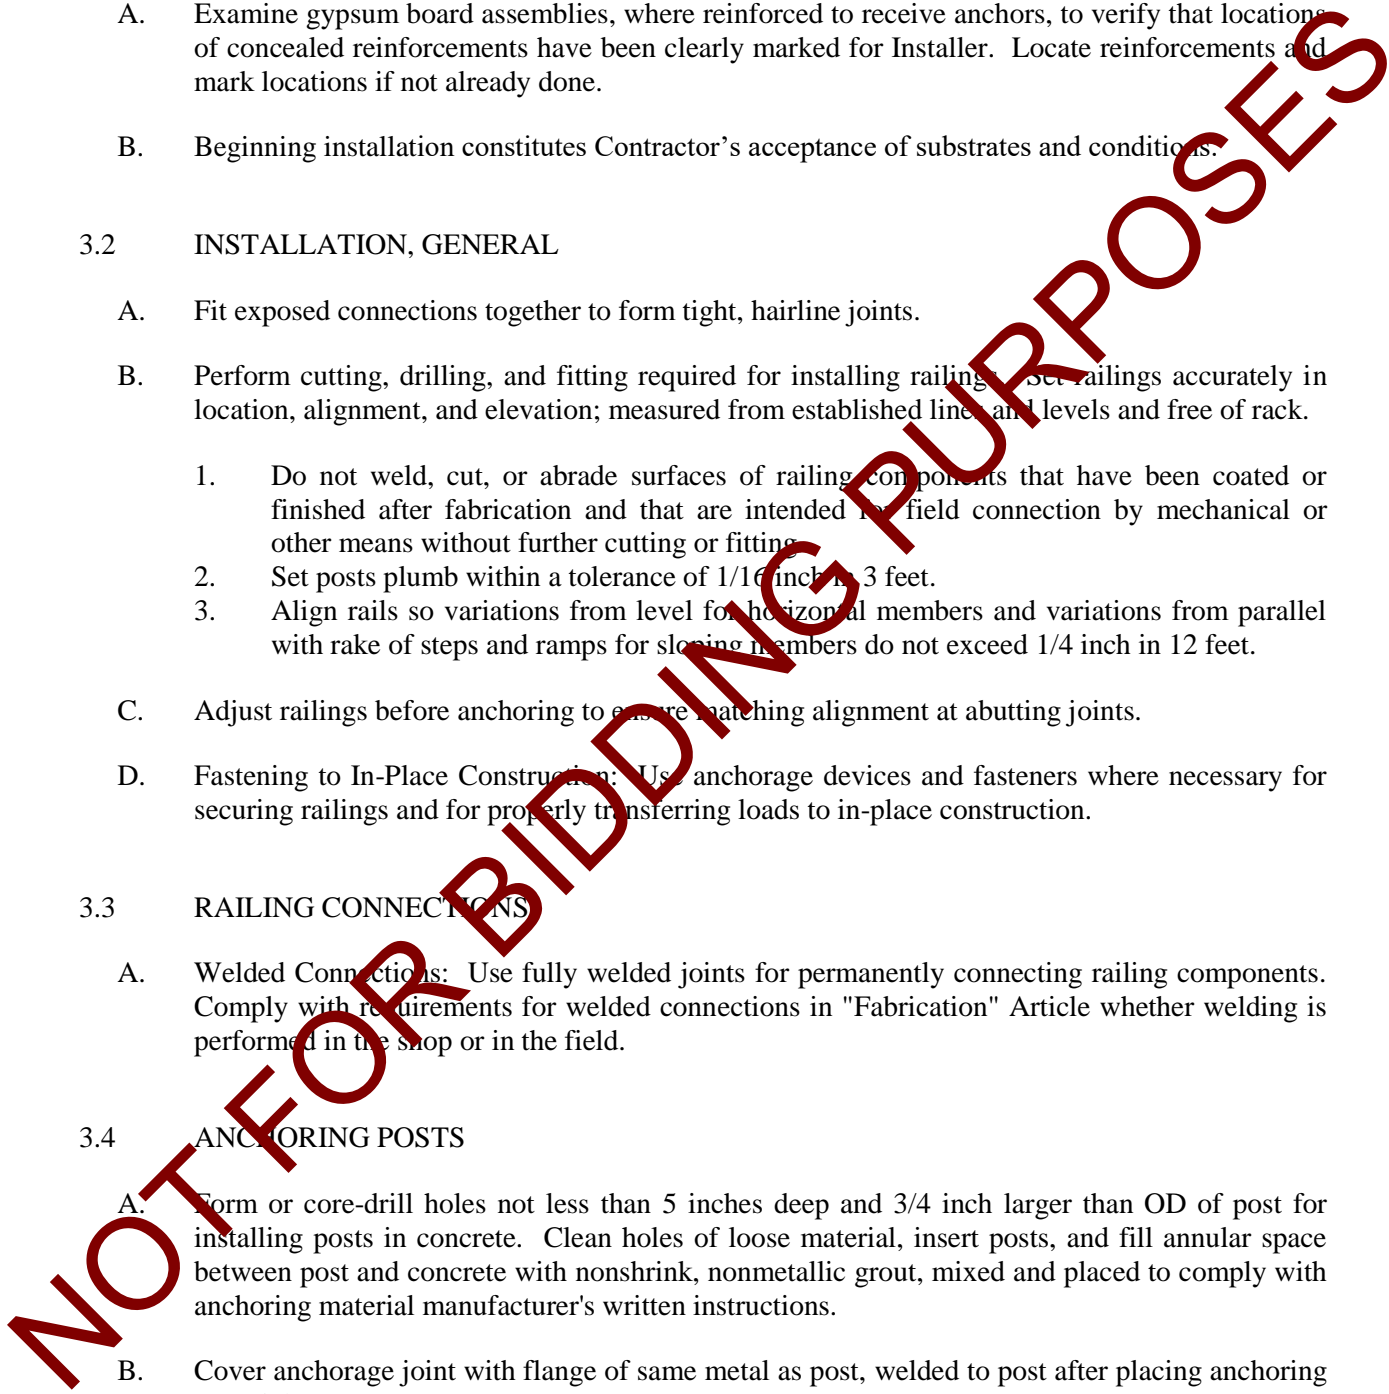 A. Examine gypsum board assemblies, where reinforced to receive anchors, to verify that locations
of concealed reinforcements have been clearly marked for Installer. Locate reinforcements and
mark locations if not already done.
B. Beginning installation constitutes Contractor’s acceptance of substrates and conditions.
3.2 INSTALLATION, GENERAL
A. Fit exposed connections together to form tight, hairline joints.
B. Perform cutting, drilling, and fitting required for installing railings. Set railings accurately in
location, alignment, and elevation; measured from established lines and levels and free of rack.
1. Do not weld, cut, or abrade surfaces of railing components that have been coated or
finished after fabrication and that are intended for field connection by mechanical or
other means without further cutting or fitting.
2. Set posts plumb within a tolerance of 1/16 inch in 3 feet.
3. Align rails so variations from level for horizontal members and variations from parallel
with rake of steps and ramps for sloping members do not exceed 1/4 inch in 12 feet.
C. Adjust railings before anchoring to ensure matching alignment at abutting joints.
D. Fastening to In-Place Construction: Use anchorage devices and fasteners where necessary for
securing railings and for properly transferring loads to in-place construction.
3.3 RAILING CONNECTIONS
A. Welded Connections: Use fully welded joints for permanently connecting railing components.
Comply with requirements for welded connections in "Fabrication" Article whether welding is
performed in the shop or in the field.
3.4 ANCHORING POSTS
A. Form or core-drill holes not less than 5 inches deep and 3/4 inch larger than OD of post for
installing posts in concrete. Clean holes of loose material, insert posts, and fill annular space
between post and concrete with nonshrink, nonmetallic grout, mixed and placed to comply with
anchoring material manufacturer's written instructions.
B. Cover anchorage joint with flange of same metal as post, welded to post after placing anchoring
NOT FOR BIDDING PURPOSES